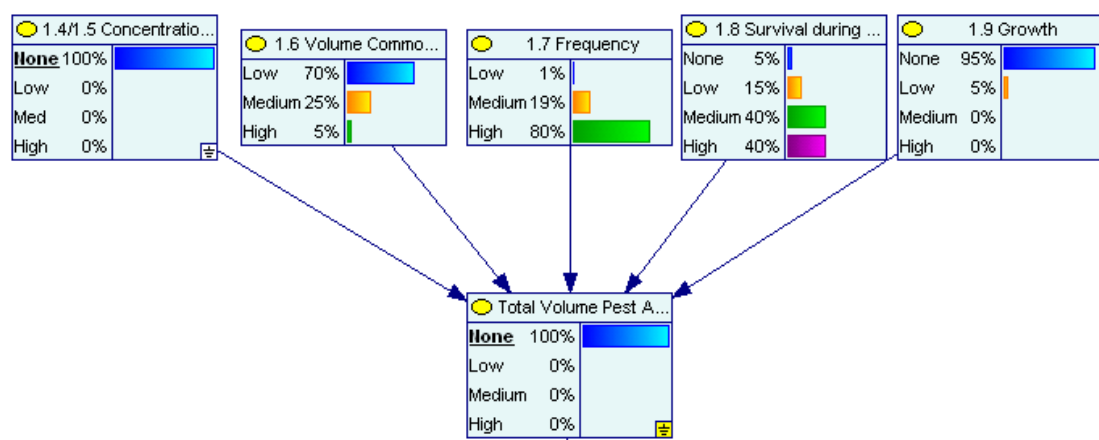 1.4/1.5 Concentratio...
None 100%
Low 0%
Med 0%
High 0%
1.6 Volume Commo...
Low 70%
Medium 25%
High 5%
1.7 Frequency
Low 1%
Medium 19%
High 80%
1.8 Survival during ...
None 5%
Low 15%
Medium 40%
High 40%
1.9 Growth
None 95%
Low 5%
Medium 0%
High 0%
Total Volume Pest A...
None 100%
Low 0%
Medium 0%
High 0%